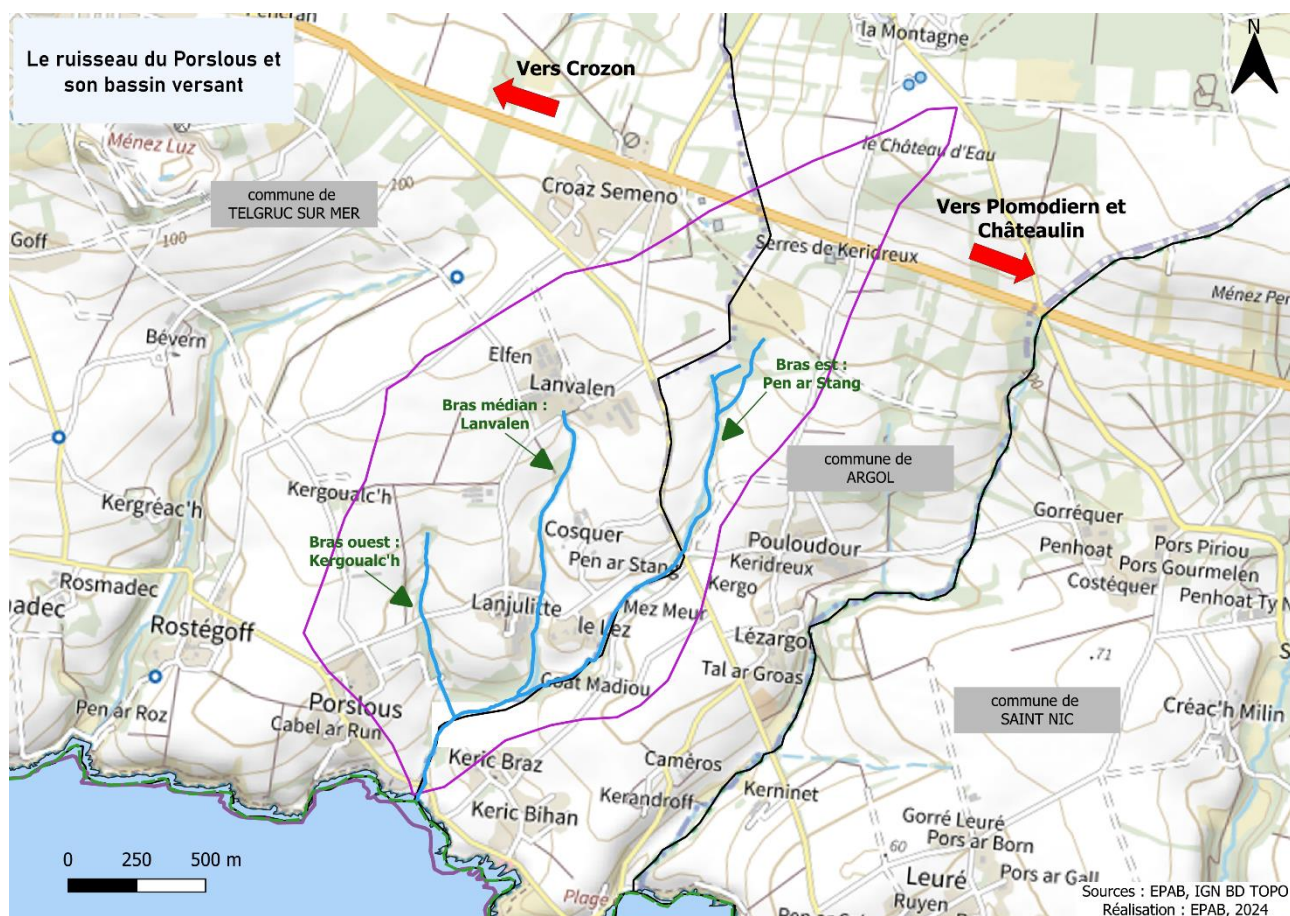 Le ruisseau du Porslous et
son bassin versant
la Montagne
N
Vers Crozon
Ménez Luz
le Château d'Eau
commune de
TELGRUC SUR MER
Croaz Semeno
100
Vers Plomodiern et
Châteaulin
Goff
100
Serres de Keridreux
Ménez Per
Bévern
Elfen
Lanvalen
Bras est :
Pen ar Stang
Bras médian :
Lanvalen
commune de
ARGOL
Kergoualc'h
Kergréac'h
Gorréquer
Cosquer
Bras ouest :
Kergoualc'h
Pen ar Stang
Pouloudour
Keridreux
Penhoat
Pors Piriou
Pors Gourmelen
Rosmadec
Kergo
Costéquer
Penhoat Ty N
madec
Lanjulitte
Mez Meur
Rostégoff
le Lez
Lézargol
71
Tal ar Groas
Coat Madiou
commune de
SAINT NIC
Porslous
Pen ar Roz
Cabel ar Run
Créac'h Milin
Keric Braz
Caméros
Kerandroff
Kerninet
Keric Bihan
Gorré Leuré
Pors ar Born
60
0 250 500 m
Leuré
Pors ar Gall
Plage
Ruyen
Sources : EPAB, IGN BD TOPO
Réalisation : EPAB, 2024